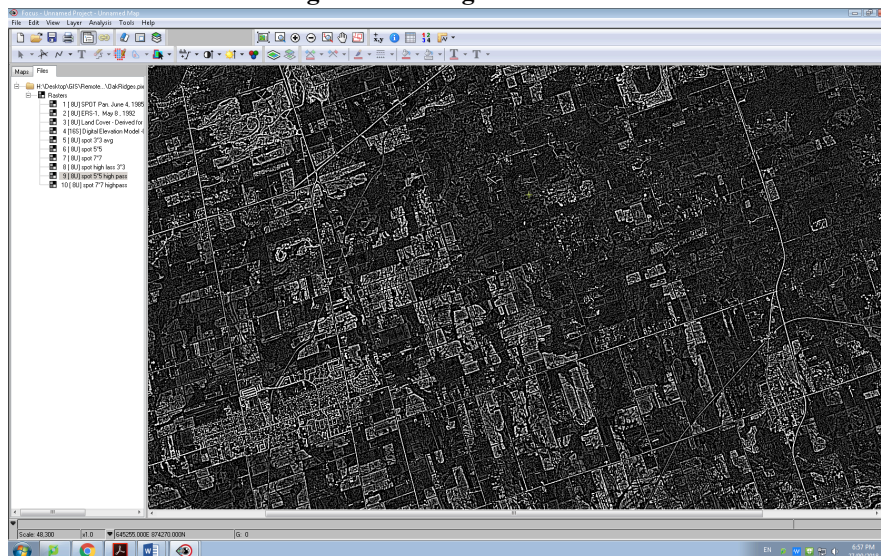 Focus - Unnamed Project - Unnamed Map
File Edit View Layer Analysis Tools Help
Maps Files
H:\Desktop\GIS\Remote...\OakRidges.pix
Rasters
1 [ 8U] SPOT Pan, June 4, 1985
2 [ 8U] ERS-1, May 8 , 1992
3 [ 8U] Land Cover - Derived for
4 [16S] Digital Elevation Model -
5 [ 8U] spot 3*3 avg
6 [ 8U] spot 5*5
7 [ 8U] spot 7*7
8 [ 8U] spot high lass 3*3
9 [ 8U] spot 5*5 high pass
10 [ 8U] spot 7*7 highpass
Scale: 48,300 x1.0 645255.000E 874270.000N G: 0
EN 6:57 PM